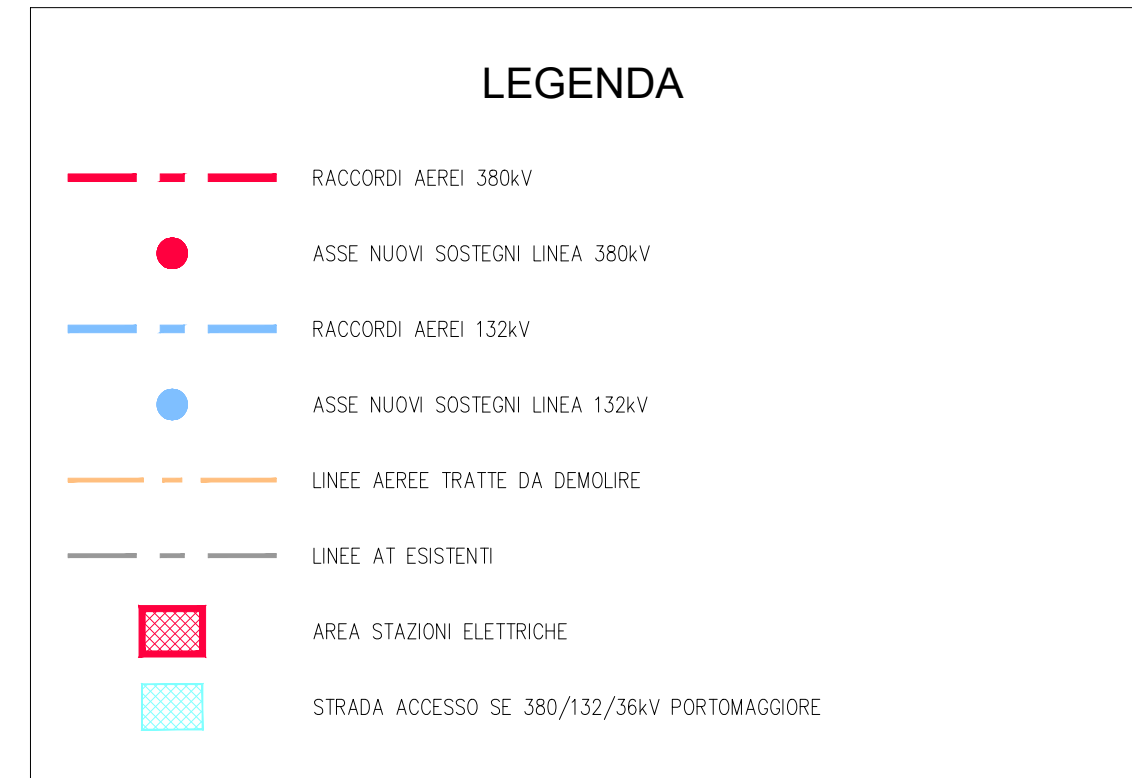 LEGENDA
RACCORDI AEREI 380kV
ASSE NUOVI SOSTEGNI LINEA 380kV
RACCORDI AEREI 132kV
ASSE NUOVI SOSTEGNI LINEA 132kV
LINEE AEREE TRATTE DA DEMOLIRE
LINEE AT ESISTENTI
AREA STAZIONI ELETTRICHE
STRADA ACCESSO SE 380/132/36kV PORTOMAGGIORE